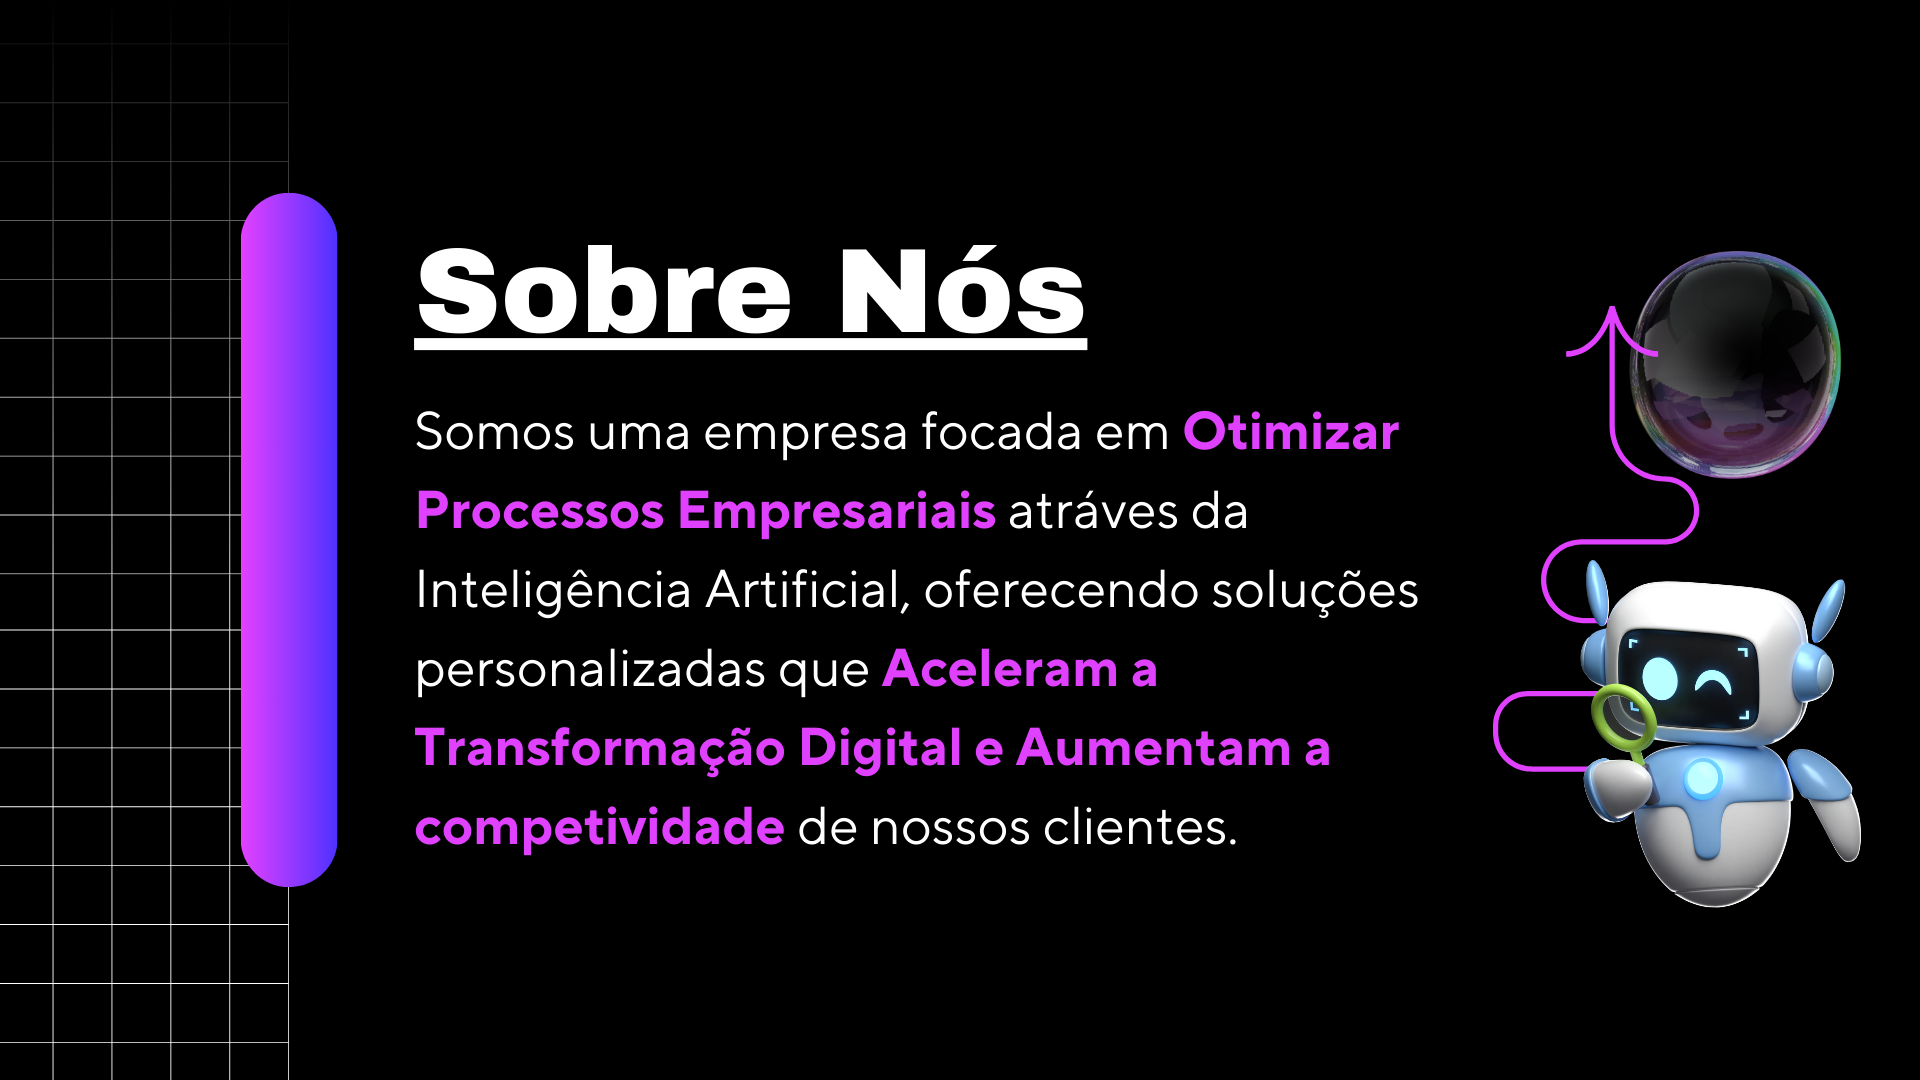 Sobre Nós
Somos uma empresa focada em Otimizar
Processos Empresariais atráves da
Inteligência Artificial, oferecendo soluções
personalizadas que Aceleram a
Transformação Digital e Aumentam a
competividade de nossos clientes.